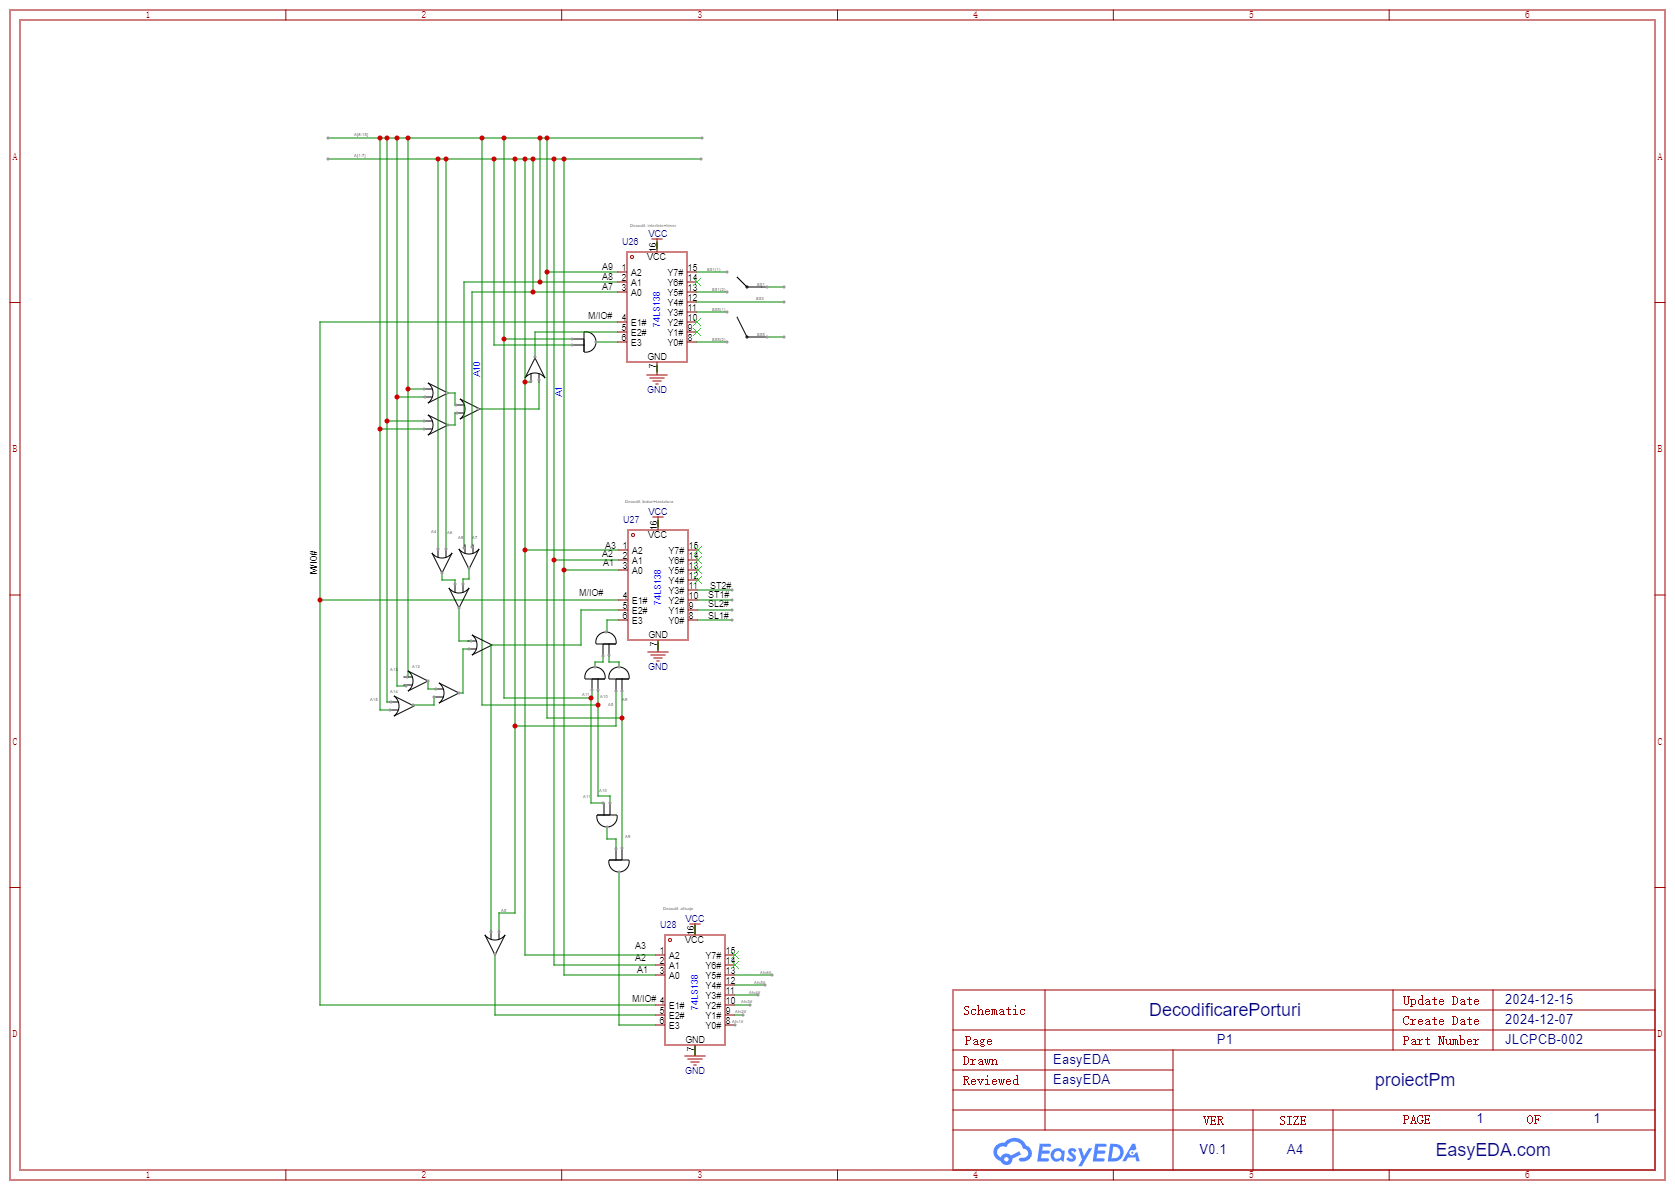 1 2 3 4 5 6
A A
B B
C C
D D
A[8:15]
A[1:7]
VCC
U26
16
VCC
A9 1 A2 Y7# 15
A8 2 A1 Y6# 14
A7 3 A0 Y5# 13
Y4# 12
74LS138
Y3# 11
M/IO# 4 E1# Y2# 10
5 E2# Y1# 9
6 E3 Y0# 8
GND
7
GND
A10
A1
M/IO#
VCC
U27
16
VCC
A3 1 A2 Y7# 15
A2 2 A1 Y6# 14
A1 3 A0 Y5# 13
Y4# 12
74LS138
Y3# 11 ST2#
M/IO# 4 E1# Y2# 10 ST1#
5 E2# Y1# 9 SL2#
6 E3 Y0# 8 SL1#
GND
7
GND
VCC
U28
16
VCC
A3 1 A2 Y7# 15
A2 2 A1 Y6# 14
A1 3 A0 Y5# 13
Y4# 12
74LS138
Y3# 11
M/IO# 4 E1# Y2# 10
5 E2# Y1# 9
6 E3 Y0# 8
GND
7
GND
Schematic DecodificarePorturi Update Date 2024-12-15
Create Date 2024-12-07
Page P1 Part Number JLCPCB-002
Drawn EasyEDA
Reviewed EasyEDA
proiectPm
VER SIZE PAGE 1 OF 1
EasyEDA V0.1 A4 EasyEDA.com
1 2 3 4 5 6